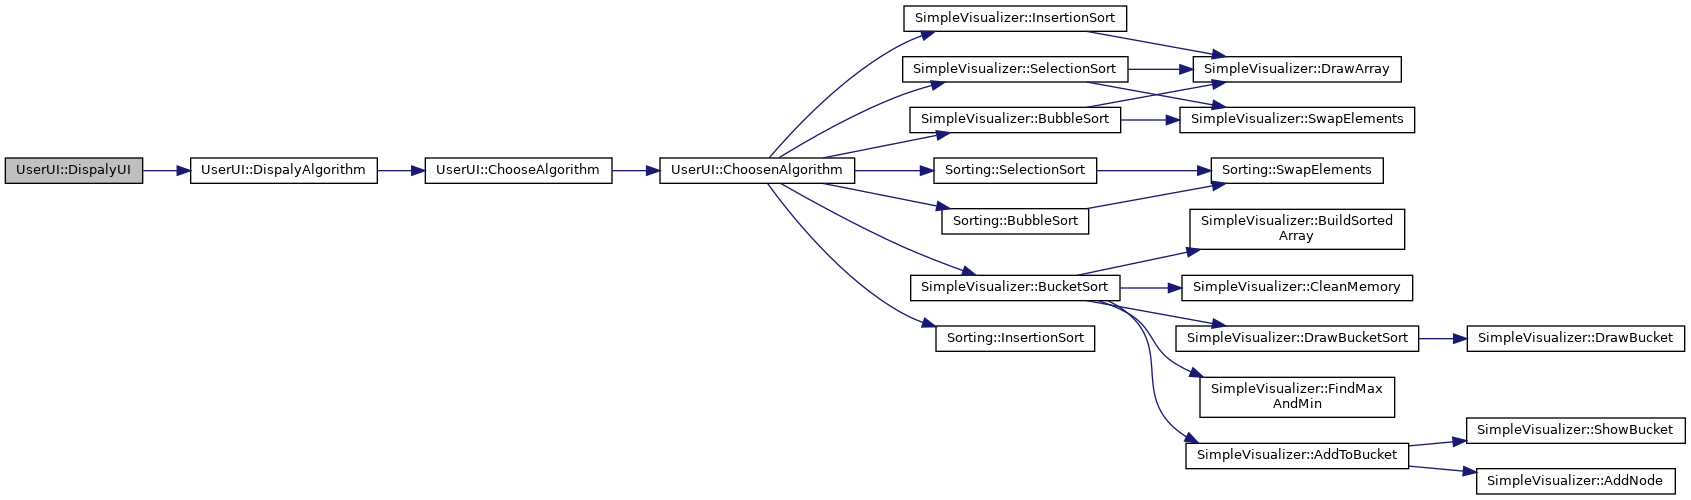 SimpleVisualizer::InsertionSort
SimpleVisualizer::SelectionSort
SimpleVisualizer::DrawArray
SimpleVisualizer::BubbleSort
SimpleVisualizer::SwapElements
UserUI::DispalyUI
UserUI::DispalyAlgorithm
UserUI::ChooseAlgorithm
UserUI::ChoosenAlgorithm
Sorting::SelectionSort
Sorting::SwapElements
Sorting::BubbleSort
SimpleVisualizer::BuildSorted
Array
SimpleVisualizer::BucketSort
SimpleVisualizer::CleanMemory
Sorting::InsertionSort
SimpleVisualizer::DrawBucketSort
SimpleVisualizer::DrawBucket
SimpleVisualizer::FindMax
AndMin
SimpleVisualizer::AddToBucket
SimpleVisualizer::ShowBucket
SimpleVisualizer::AddNode